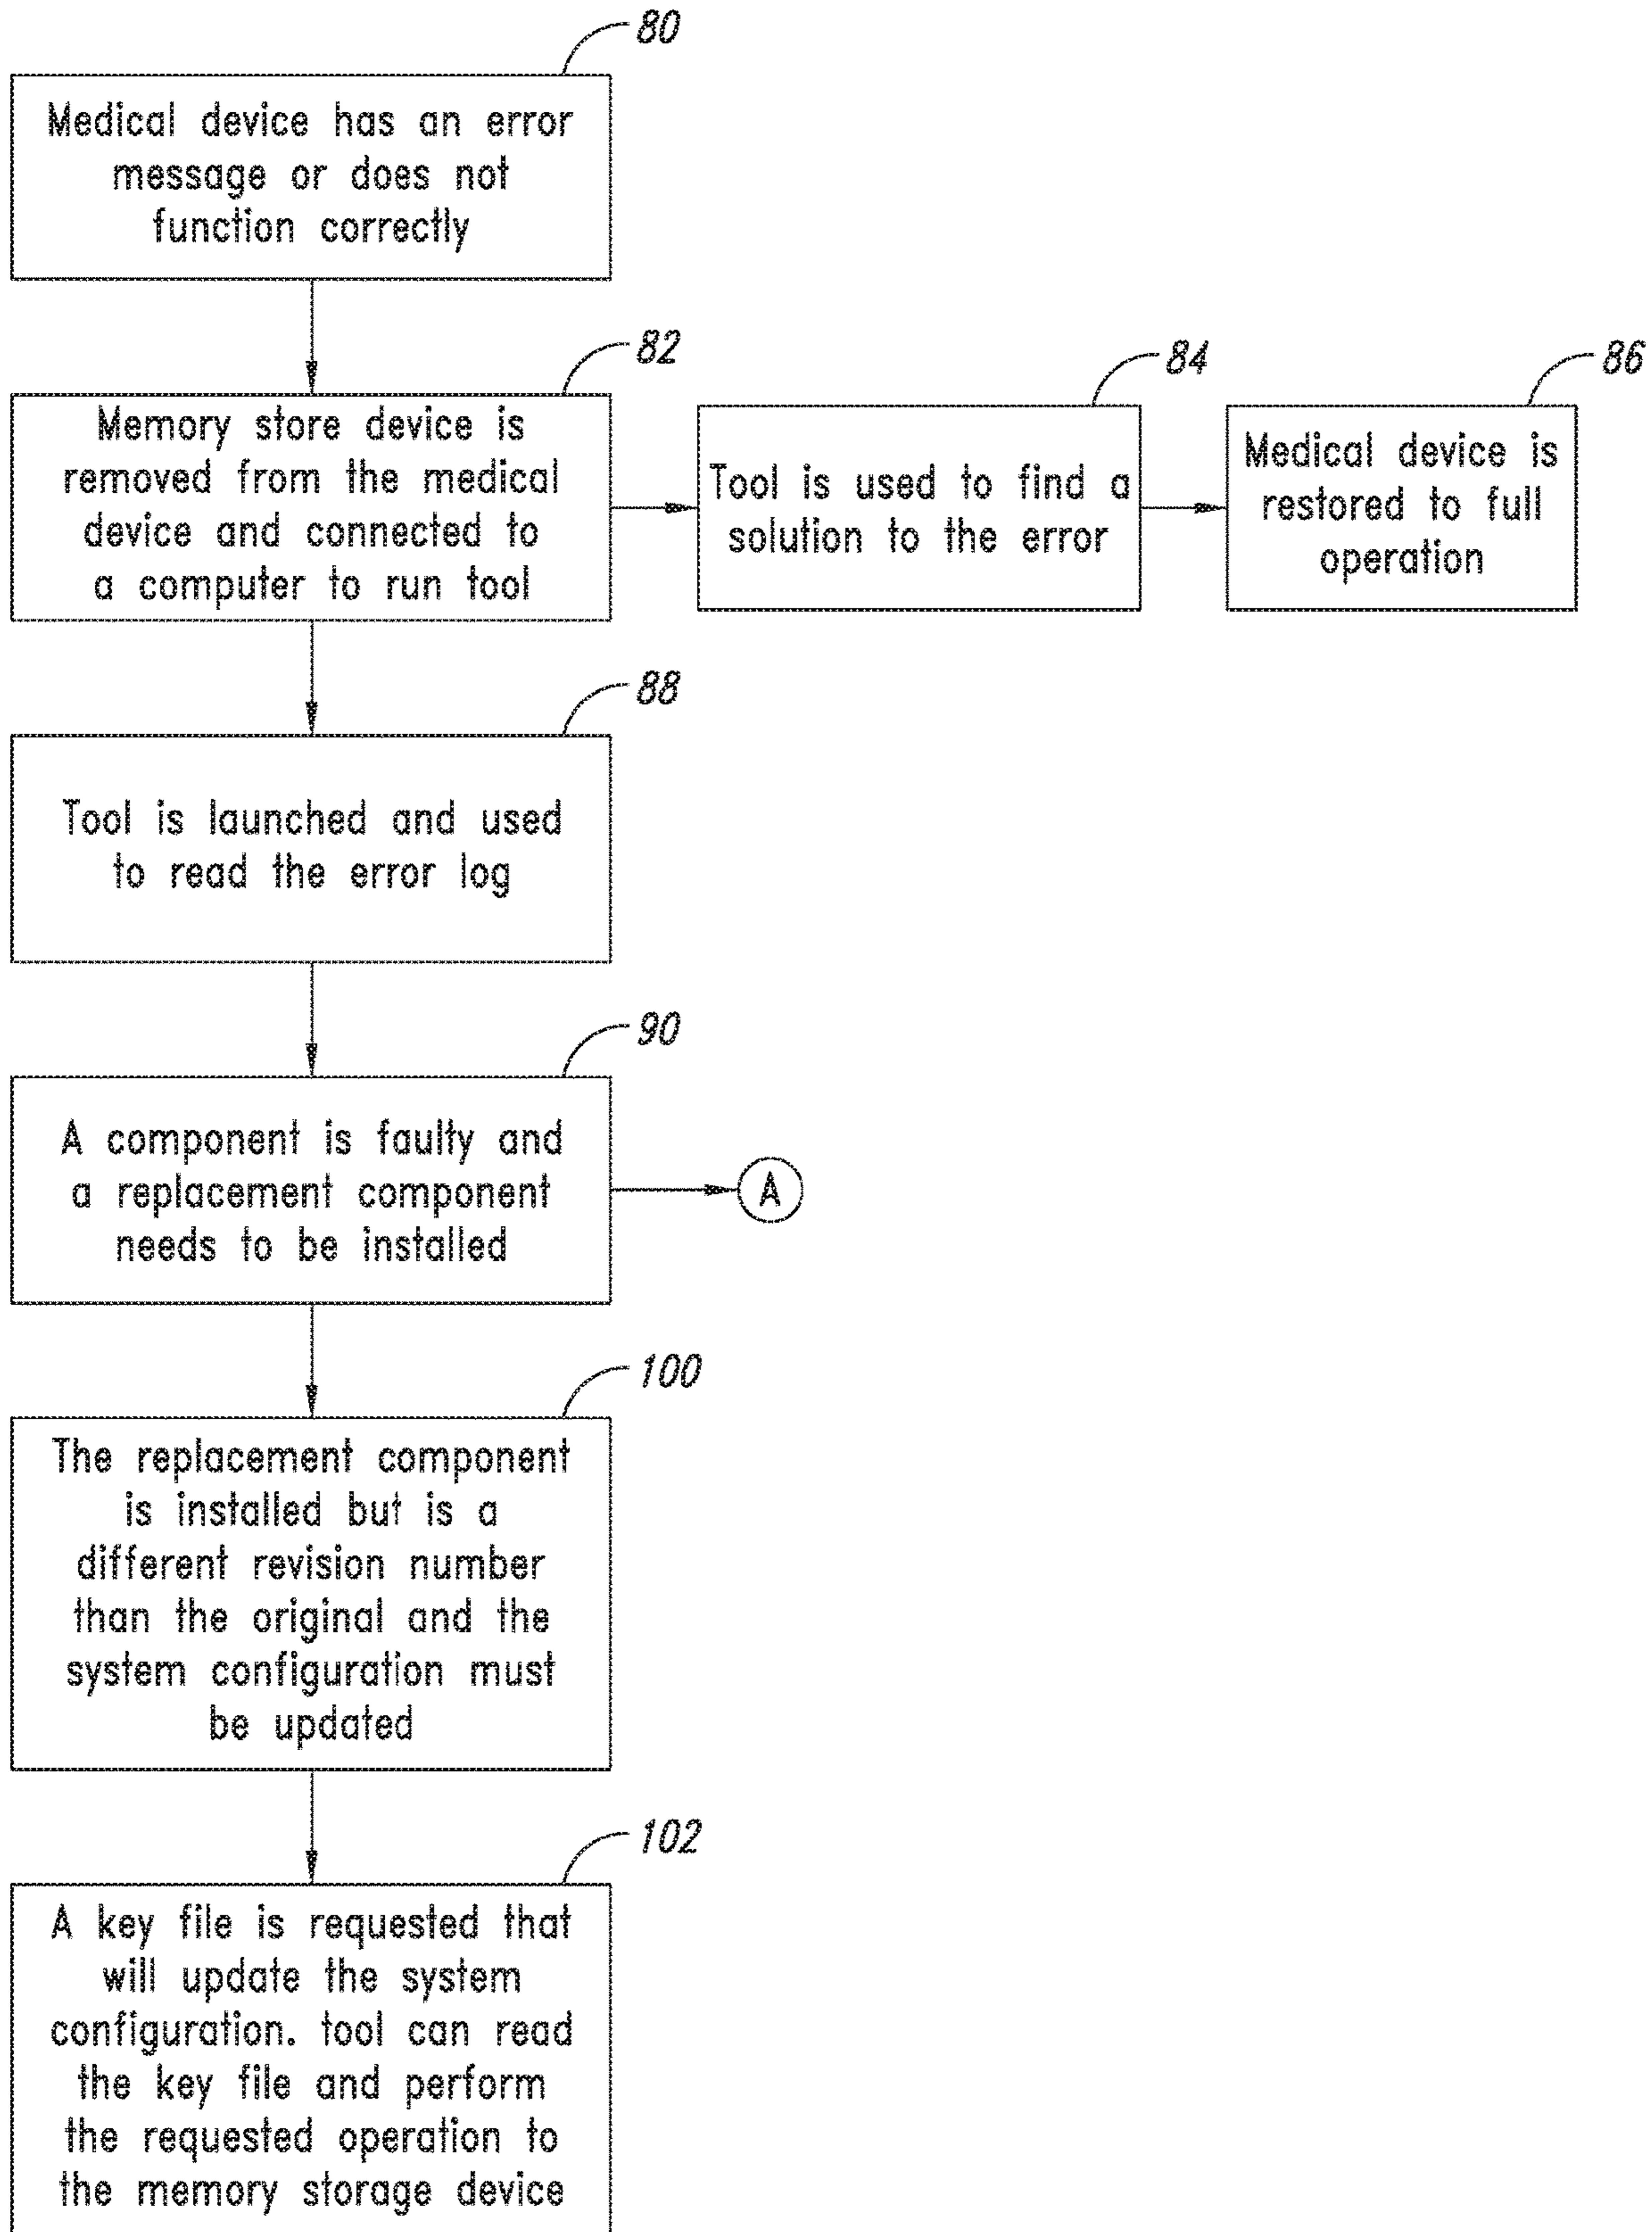 80
Medical device has an error
message or does not
function correctly
82
Memory store device is
removed from the medical
device and connected to
a computer to run tool
84
Tool is used to find a
solution to the error
86
Medical device is
restored to full
operation
88
Tool is launched and used
to read the error log
90
A component is faulty and
a replacement component
needs to be installed
A
100
The replacement component
is installed but is a
different revision number
than the original and the
system configuration must
be updated
102
A key file is requested that
will update the system
configuration. tool can read
the key file and perform
the requested operation to
the memory storage device